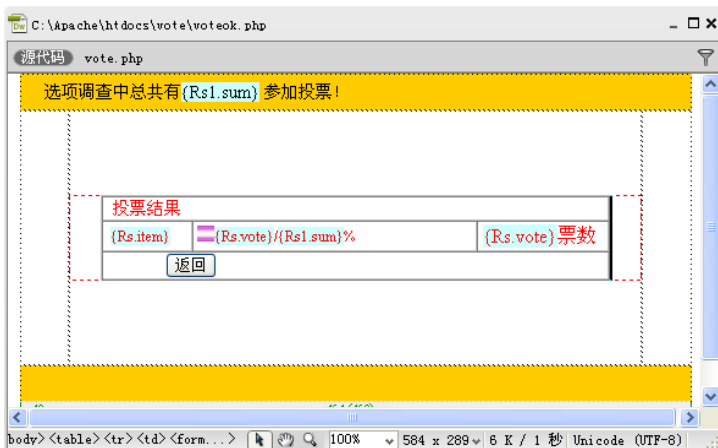 C:\Apache\htdocs\vote\voteok.php
源代码 vote.php
选项调查中总共有{Rs1.sum} 参加投票!
投票结果
{Rs.item} {Rs.vote}/{Rs1.sum}% {Rs.vote}票数
返回
body> <table> <tr> <td> <form...> 100% 584 x 289 6 K / 1 秒 Unicode (UTF-8)